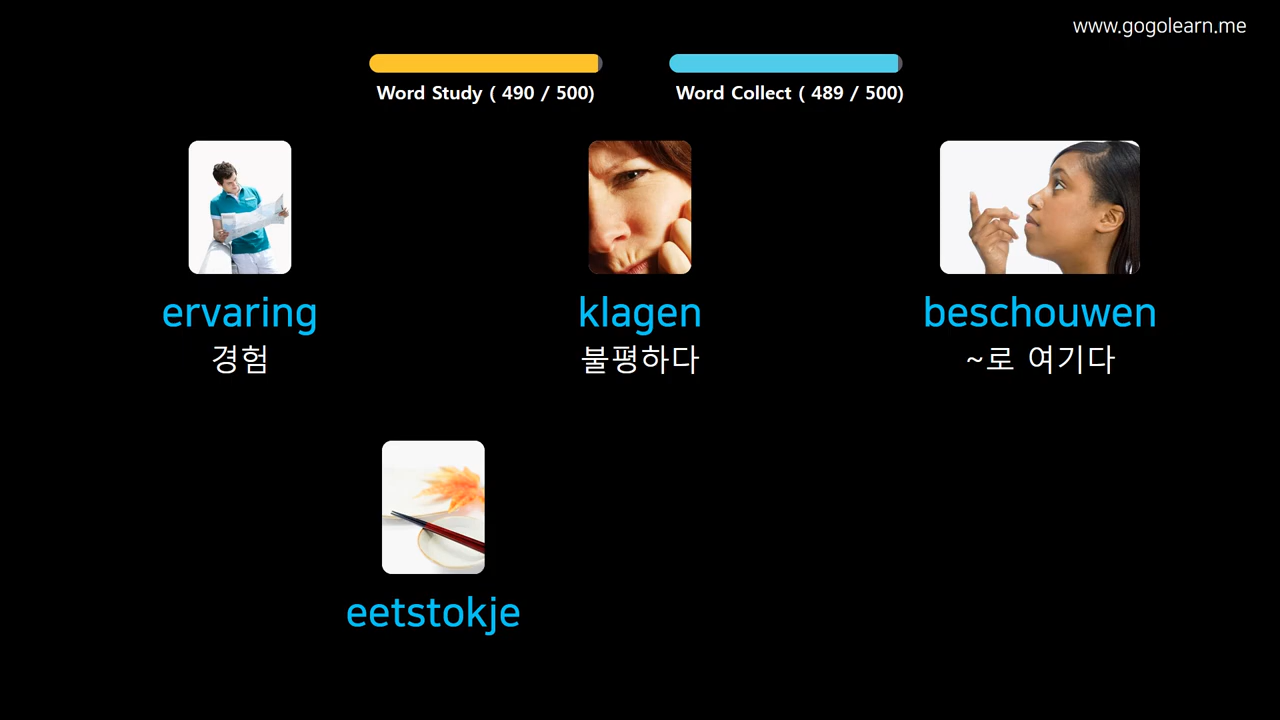 www.gogolearn.me
Word Study ( 490 / 500)
Word Collect ( 489 / 500)
ervaring
경험
klagen
불평하다
beschouwen
~로 여기다
eetstokje